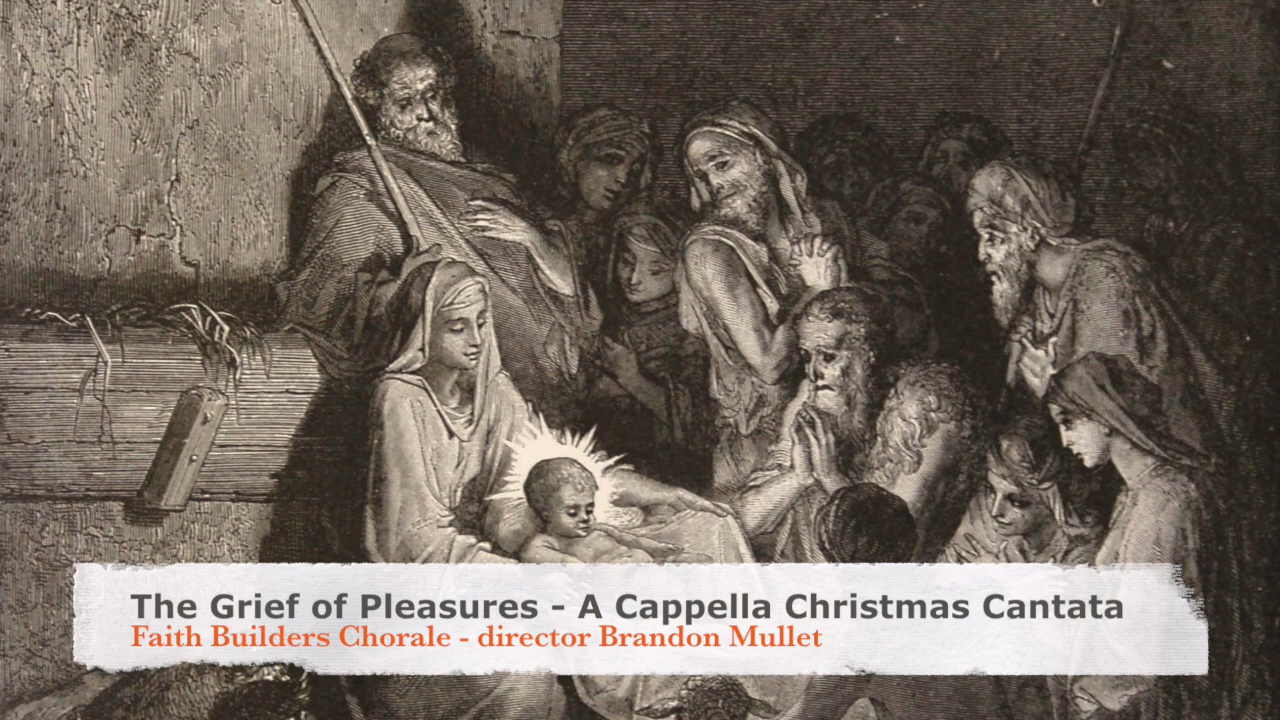 The Grief of Pleasures - A Cappella Christmas Cantata
Faith Builders Chorale - director Brandon Mullet